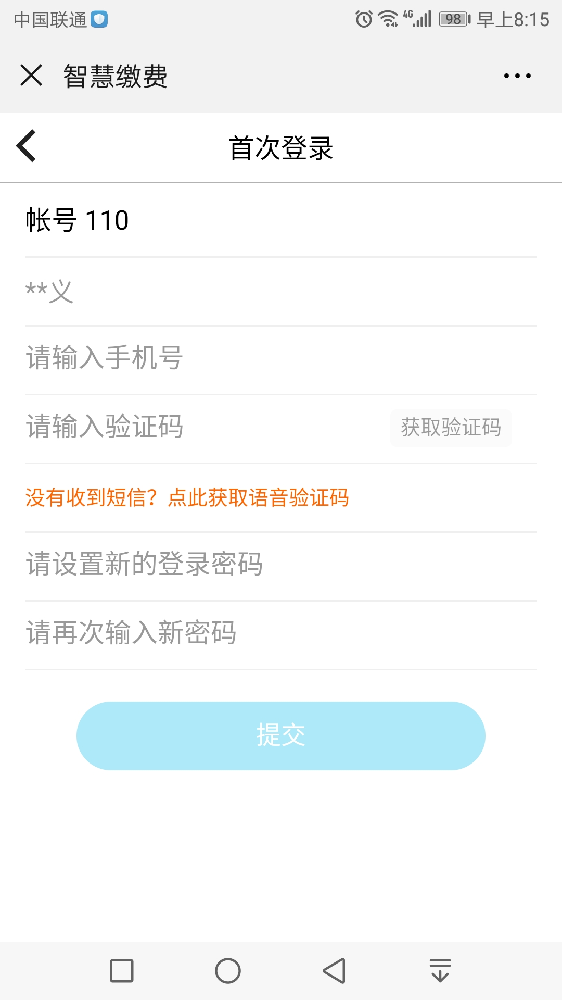 中国联通 4G 98 早上8:15
智慧缴费
首次登录
帐号 110
**义
请输入手机号
请输入验证码 获取验证码
没有收到短信？点此获取语音验证码
请设置新的登录密码
请再次输入新密码
提交